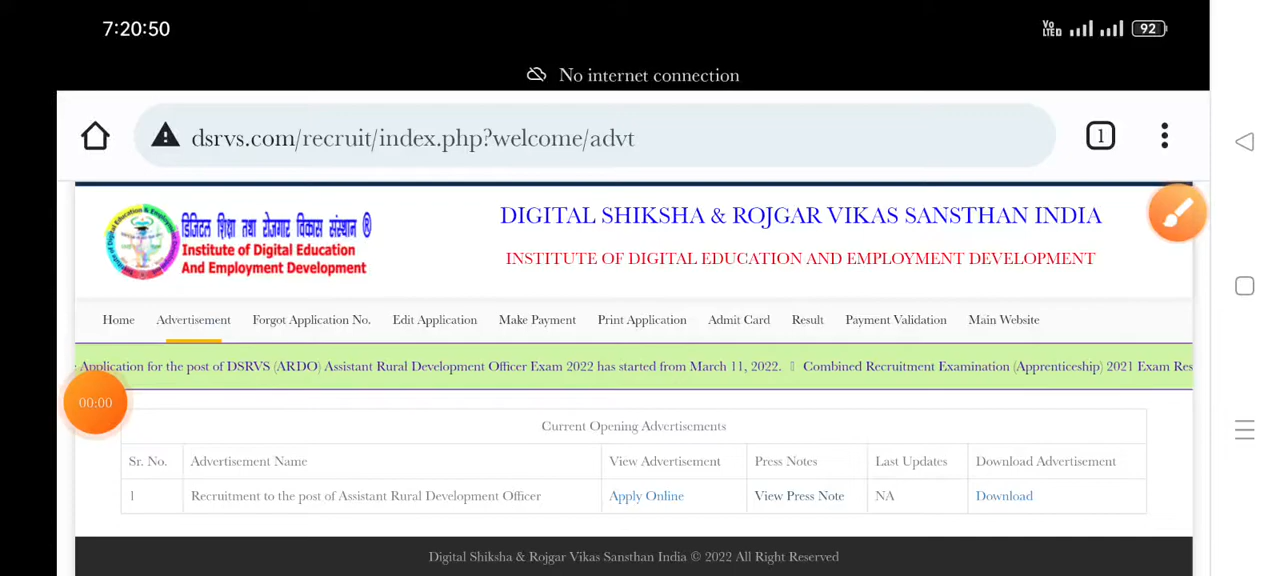 7:20:50
Vo LTED 92
No internet connection
dsrvs.com/recruit/index.php?welcome/advt
1
डिजिटल शिक्षा तथा रोजगार विकास संस्थान ®
Institute of Digital Education
And Employment Development
DIGITAL SHIKSHA & ROJGAR VIKAS SANSTHAN INDIA
INSTITUTE OF DIGITAL EDUCATION AND EMPLOYMENT DEVELOPMENT
Home Advertisement Forgot Application No. Edit Application Make Payment Print Application Admit Card Result Payment Validation Main Website
: Application for the post of DSRVS (ARDO) Assistant Rural Development Officer Exam 2022 has started from March 11, 2022. Combined Recruitment Examination (Apprenticeship) 2021 Exam Res
00:00
Current Opening Advertisements
Sr. No. Advertisement Name View Advertisement Press Notes Last Updates Download Advertisement
1 Recruitment to the post of Assistant Rural Development Officer Apply Online View Press Note NA Download
Digital Shiksha & Rojgar Vikas Sansthan India © 2022 All Right Reserved